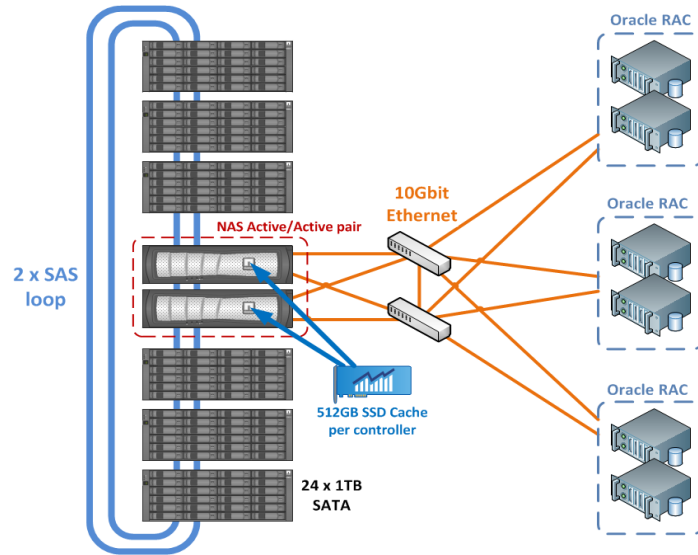 Oracle RAC
NAS Active/Active pair
10Gbit
Ethernet
Oracle RAC
2 x SAS
loop
Oracle RAC
512GB SSD Cache
per controller
24 x 1TB
SATA